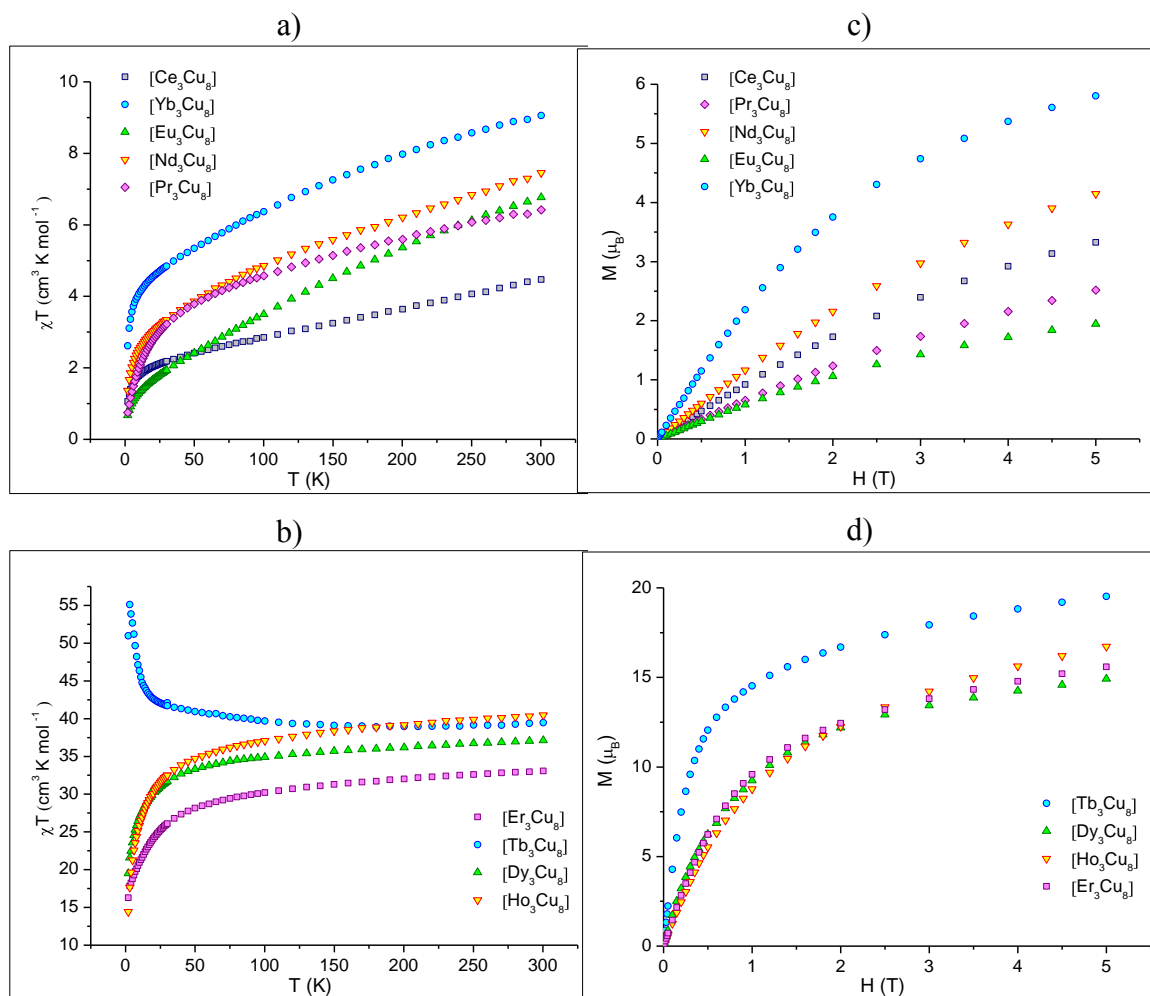 a)
[Ce3Cu8]
[Yb3Cu8]
[Eu3Cu8]
[Nd3Cu8]
[Pr3Cu8]
χT (cm³ K mol⁻¹)
10
8
6
4
2
0
0 50 100 150 200 250 300
T (K)
c)
[Ce3Cu8]
[Pr3Cu8]
[Nd3Cu8]
[Eu3Cu8]
[Yb3Cu8]
M (μB)
6
5
4
3
2
1
0
0 1 2 3 4 5
H (T)
b)
χT (cm³ K mol⁻¹)
55
50
45
40
35
30
25
20
15
10
[Er3Cu8]
[Tb3Cu8]
[Dy3Cu8]
[Ho3Cu8]
0 50 100 150 200 250 300
T (K)
d)
M (μB)
20
15
10
5
0
[Tb3Cu8]
[Dy3Cu8]
[Ho3Cu8]
[Er3Cu8]
0 1 2 3 4 5
H (T)